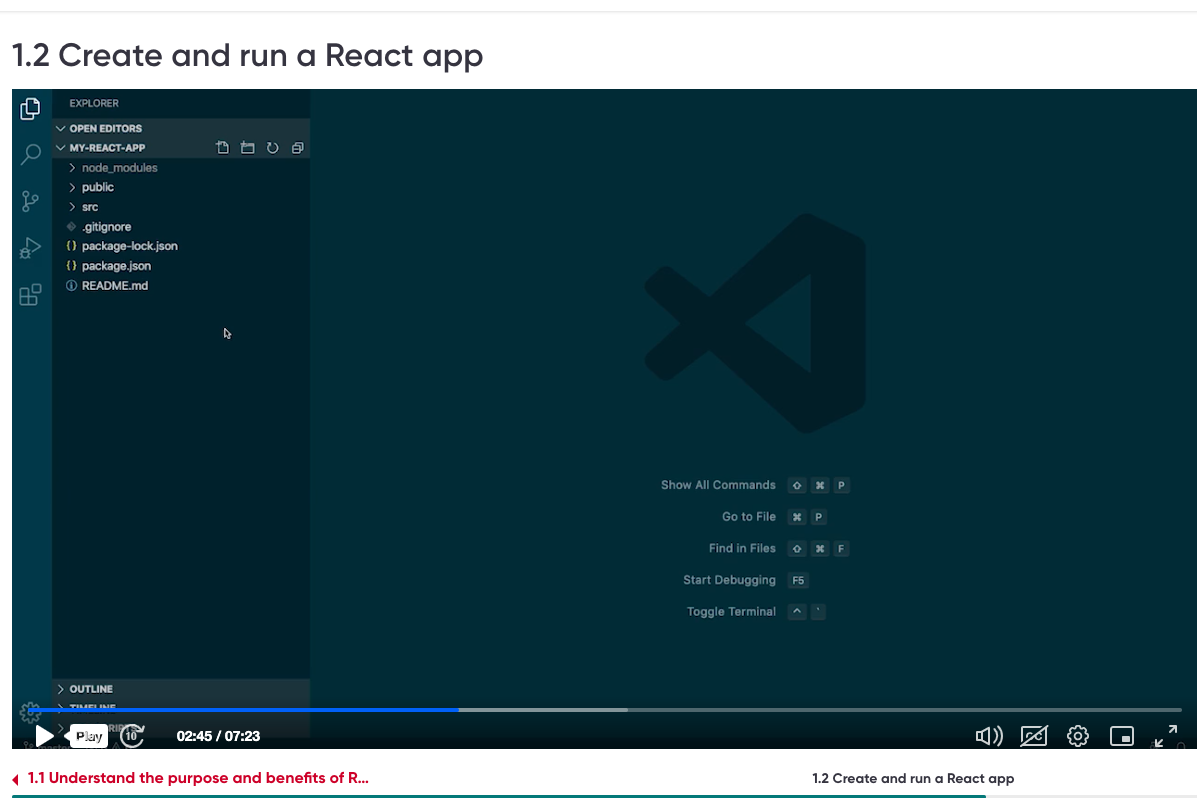 1.2 Create and run a React app
EXPLORER
OPEN EDITORS
MY-REACT-APP
node_modules
public
src
.gitignore
{} package-lock.json
{} package.json
README.md
Show All Commands ⇧ ⌘ P
Go to File ⌘ P
Find in Files ⇧ ⌘ F
Start Debugging F5
Toggle Terminal ^ `
OUTLINE
TIMELINE
Play
10
02:45 / 07:23
1.1 Understand the purpose and benefits of R...
1.2 Create and run a React app